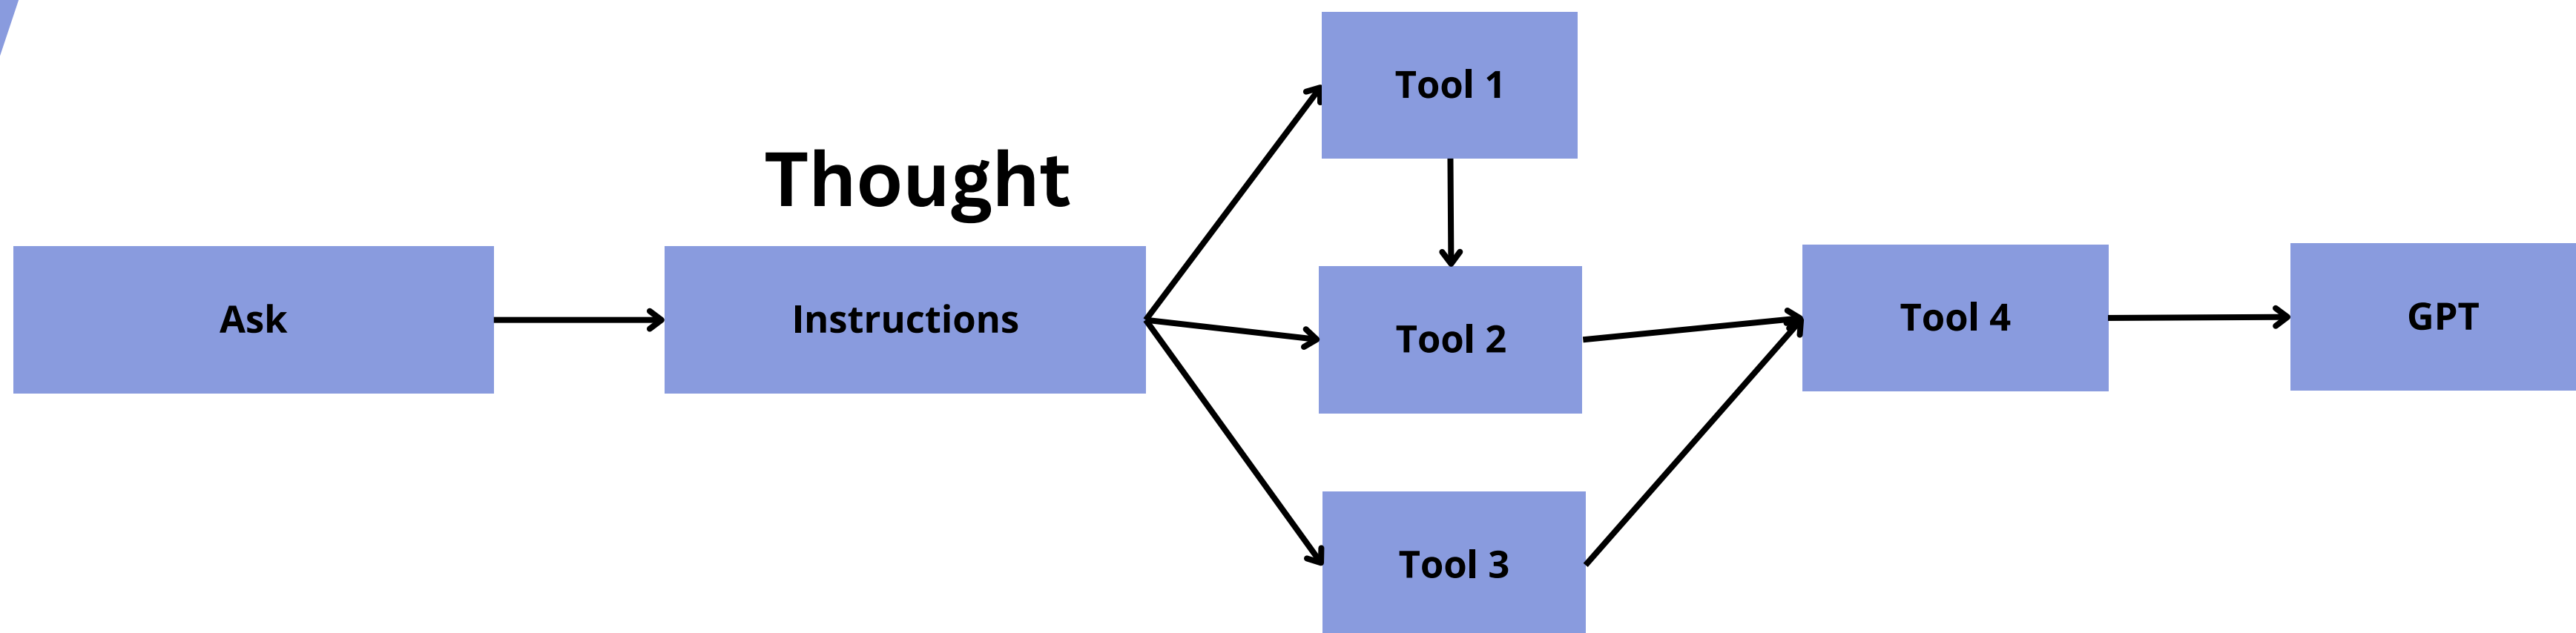 Thought
Ask
Instructions
Tool 1
Tool 2
Tool 3
Tool 4
GPT